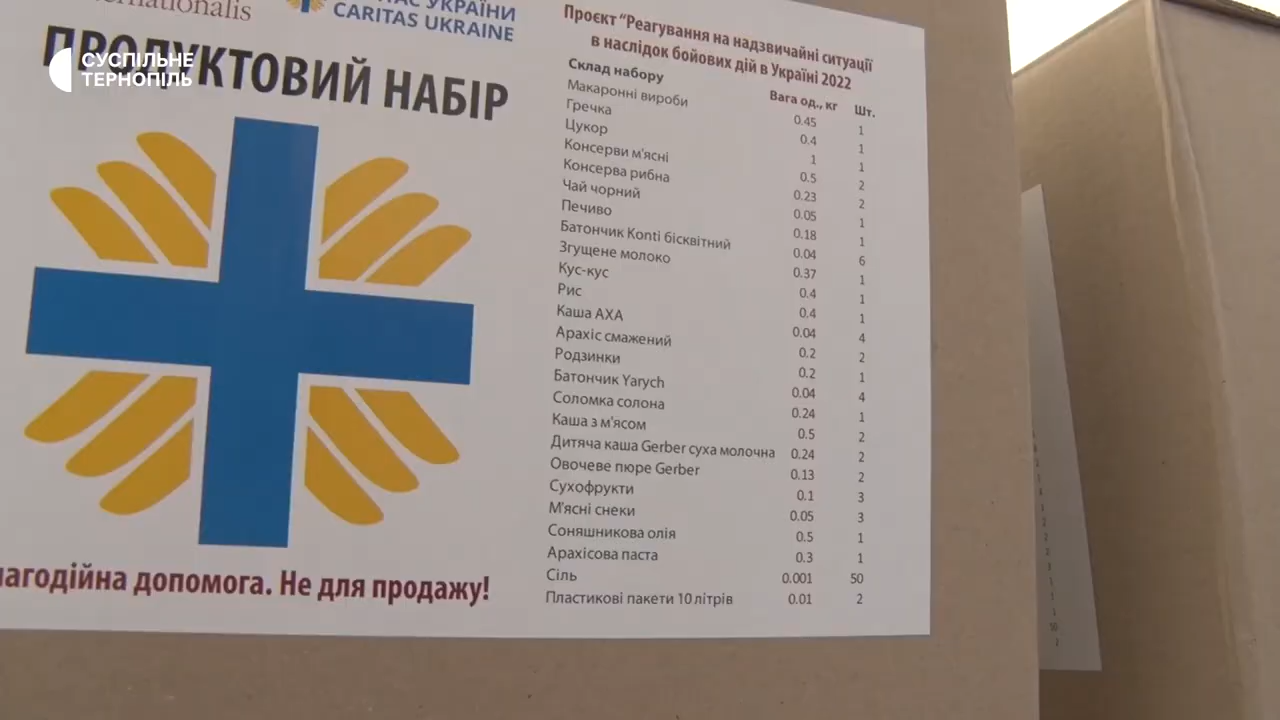 ternationalis
УКРАЇНИ
CARITAS UKRAINE
СУСПІЛЬНЕ
ТЕРНОПІЛЬ
ПРОДУКТОВИЙ НАБІР
лагодійна допомога. Не для продажу!
Проєкт “Реагування на надзвичайні ситуації
в наслідок бойових дій в Україні 2022
Склад набору Вага од., кг Шт.
Макаронні вироби 0.45 1
Гречка 0.4 1
Цукор 1 1
Консерви м'ясні 0.5 2
Консерва рибна 0.23 2
Чай чорний 0.05 1
Печиво 0.18 1
Батончик Konti бісквітний 0.04 6
Згущене молоко 0.37 1
Кус-кус 0.4 1
Рис 0.4 1
Каша АХА 0.04 4
Арахіс смажений 0.2 2
Родзинки 0.2 1
Батончик Yarych 0.04 4
Соломка солона 0.24 1
Каша з м'ясом 0.5 2
Дитяча каша Gerber суха молочна 0.24 2
Овочеве пюре Gerber 0.13 2
Сухофрукти 0.1 3
М'ясні снеки 0.05 3
Соняшникова олія 0.5 1
Арахісова паста 0.3 1
Сіль 0.001 50
Пластикові пакети 10 літрів 0.01 2